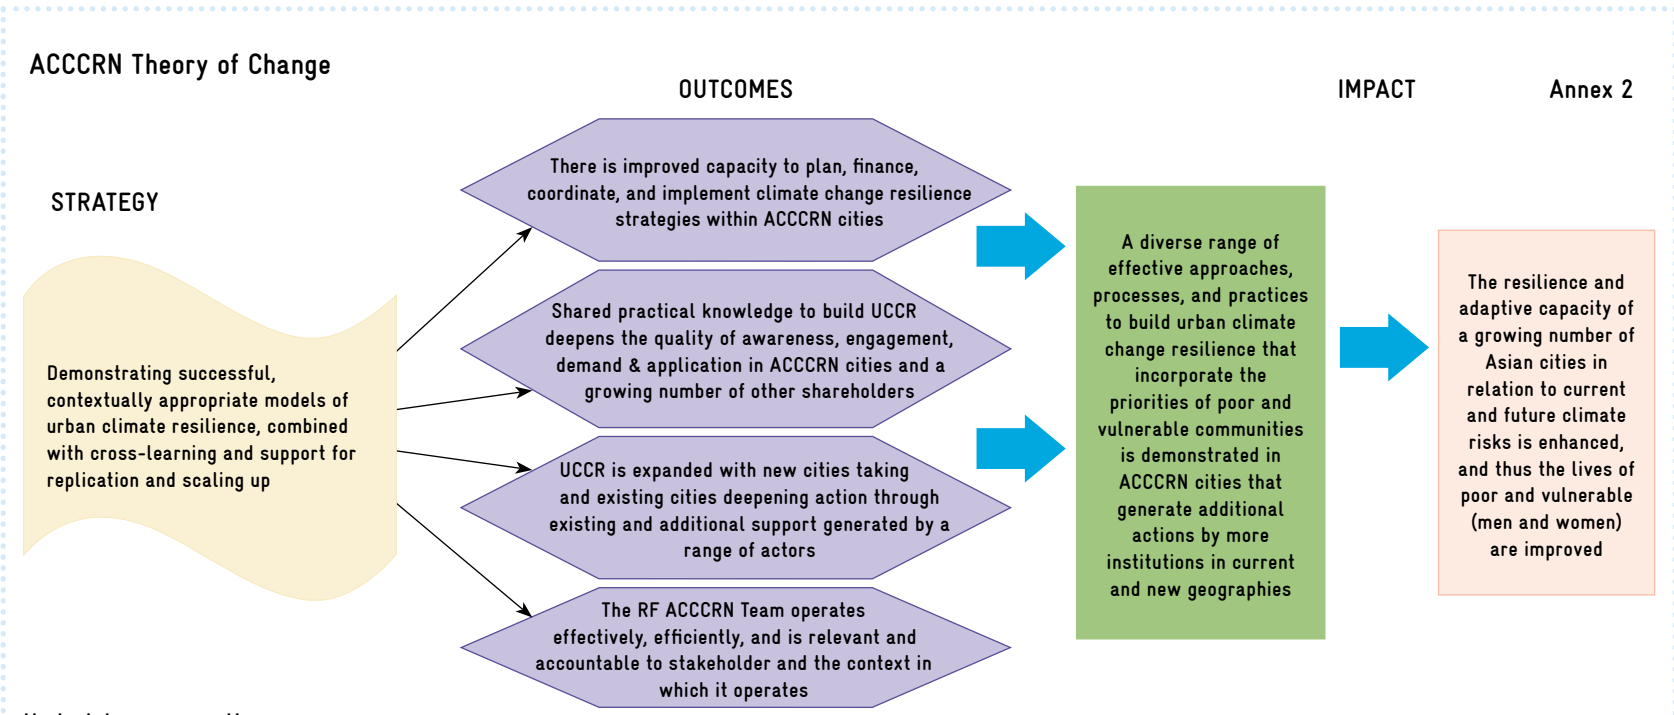 ACCCRN Theory of Change
OUTCOMES
IMPACT
Annex 2
STRATEGY
Demonstrating successful,
contextually appropriate models of
urban climate resilience, combined
with cross-learning and support for
replication and scaling up
There is improved capacity to plan, finance,
coordinate, and implement climate change resilience
strategies within ACCCRN cities
Shared practical knowledge to build UCCR
deepens the quality of awareness, engagement,
demand & application in ACCCRN cities and a
growing number of other shareholders
UCCR is expanded with new cities taking
and existing cities deepening action through
existing and additional support generated by a
range of actors
The RF ACCCRN Team operates
effectively, efficiently, and is relevant and
accountable to stakeholder and the context in
which it operates
A diverse range of
effective approaches,
processes, and practices
to build urban climate
change resilience that
incorporate the
priorities of poor and
vulnerable communities
is demonstrated in
ACCCRN cities that
generate additional
actions by more
institutions in current
and new geographies
The resilience and
adaptive capacity of
a growing number of
Asian cities in
relation to current
and future climate
risks is enhanced,
and thus the lives of
poor and vulnerable
(men and women)
are improved